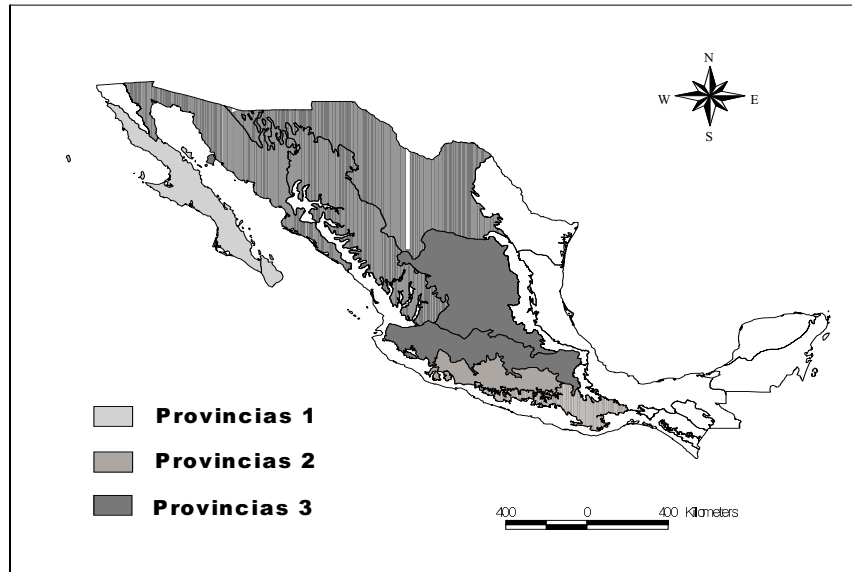 N
W E
S
Provincias 1
Provincias 2
Provincias 3
400 0 400 Kilometers